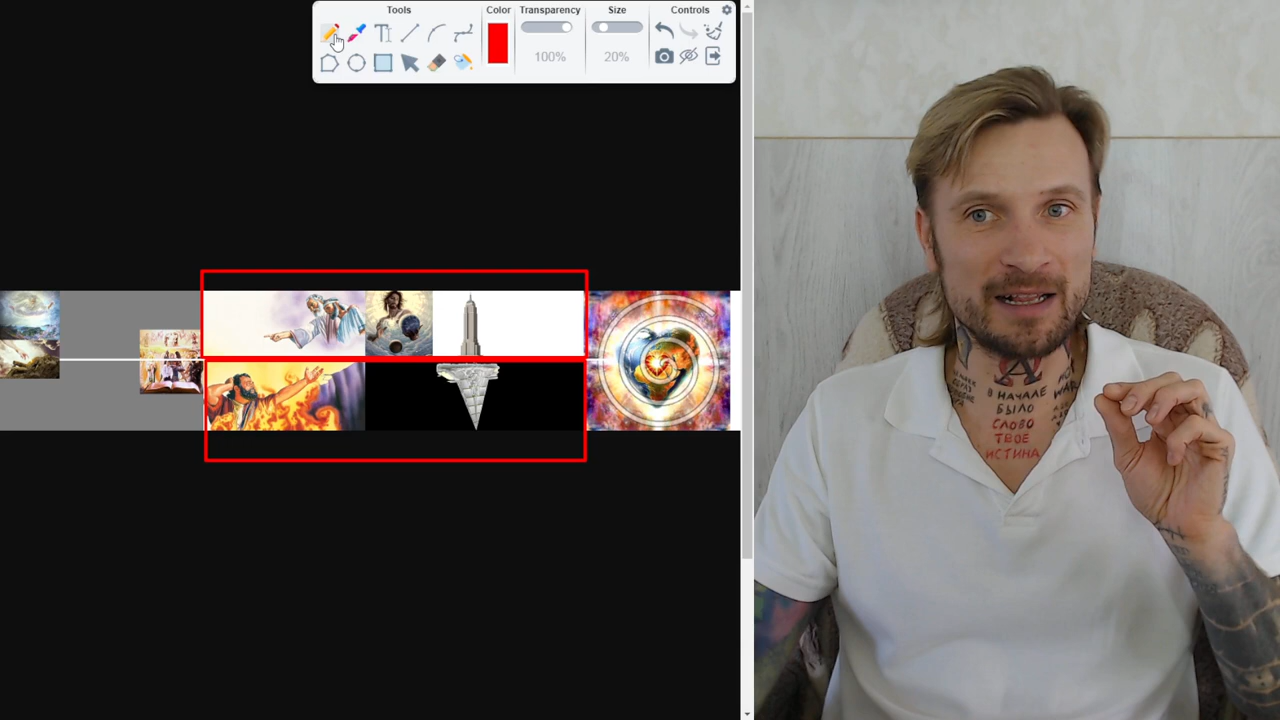 Tools
Color
Transparency
Size
Controls
100%
20%
В НАЧАЛЕ
БЫЛО
СЛОВО
ТВОЕ
ИСТИНА